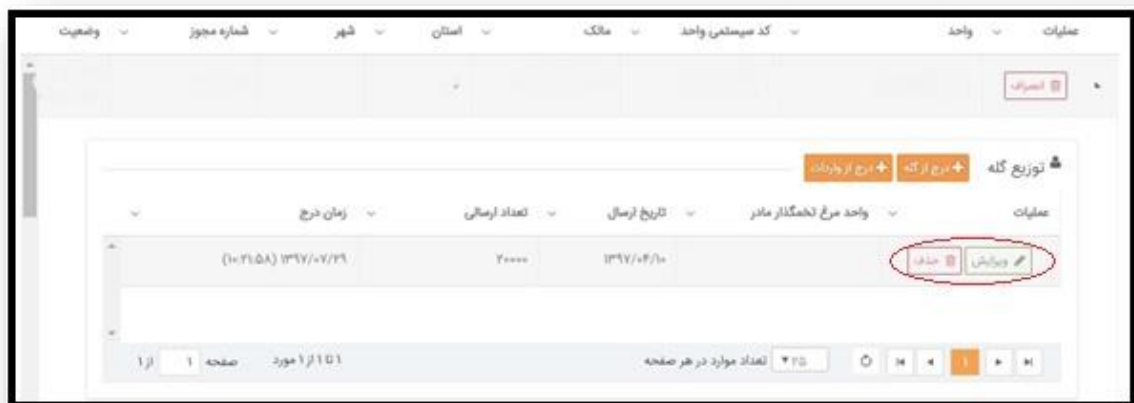 عملیات واحد کد سیستمی واحد مالک استان شهر شماره مجوز وضعیت
انصراف
توزیع گله + درج از گله + درج از واردات
عملیات واحد مرغ تخمگذار مادر تاریخ ارسال تعداد ارسالی زمان درج
ویرایش حذف ۱۳۹۷/۰۴/۱۰ ۲۰۰۰۰ ۱۳۹۷/۰۷/۲۹ (۱۰:۲۱:۵۸)
۱ ۲۵ تعداد موارد در هر صفحه ۱ تا ۱ از ۱ مورد صفحه ۱ از ۱